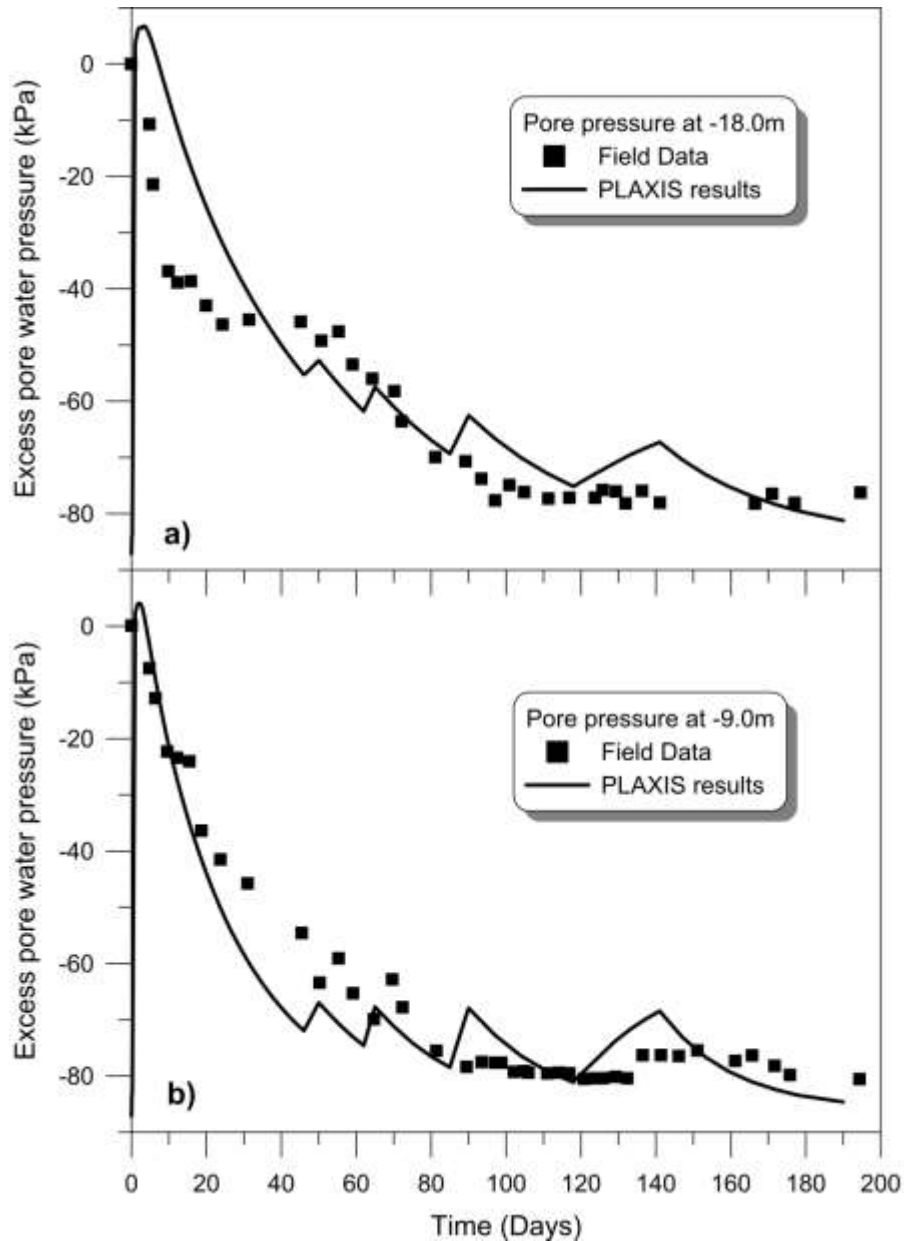 Excess pore water pressure (kPa)
0
-20
-40
-60
-80
Pore pressure at -18.0m
Field Data
PLAXIS results
a)
Excess pore water pressure (kPa)
0
-20
-40
-60
-80
Pore pressure at -9.0m
Field Data
PLAXIS results
b)
0 20 40 60 80 100 120 140 160 180 200
Time (Days)